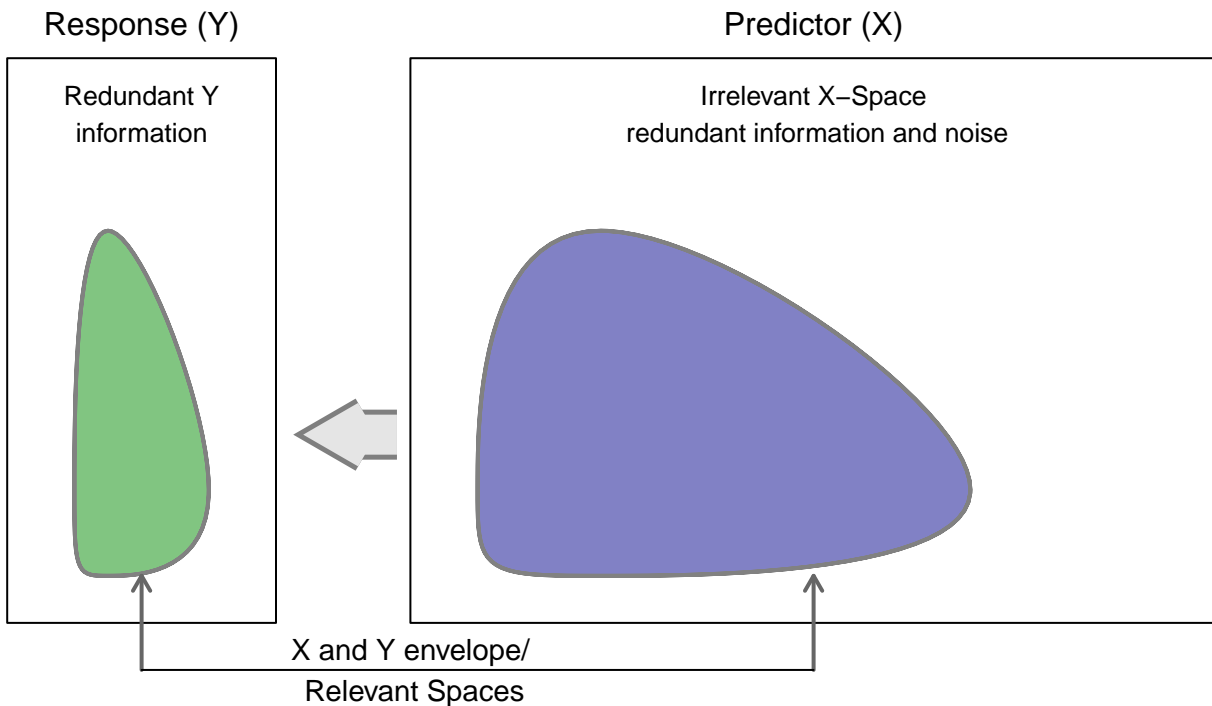 Response (Y)
Predictor (X)
Redundant Y
information
Irrelevant X−Space
redundant information and noise
X and Y envelope/
Relevant Spaces